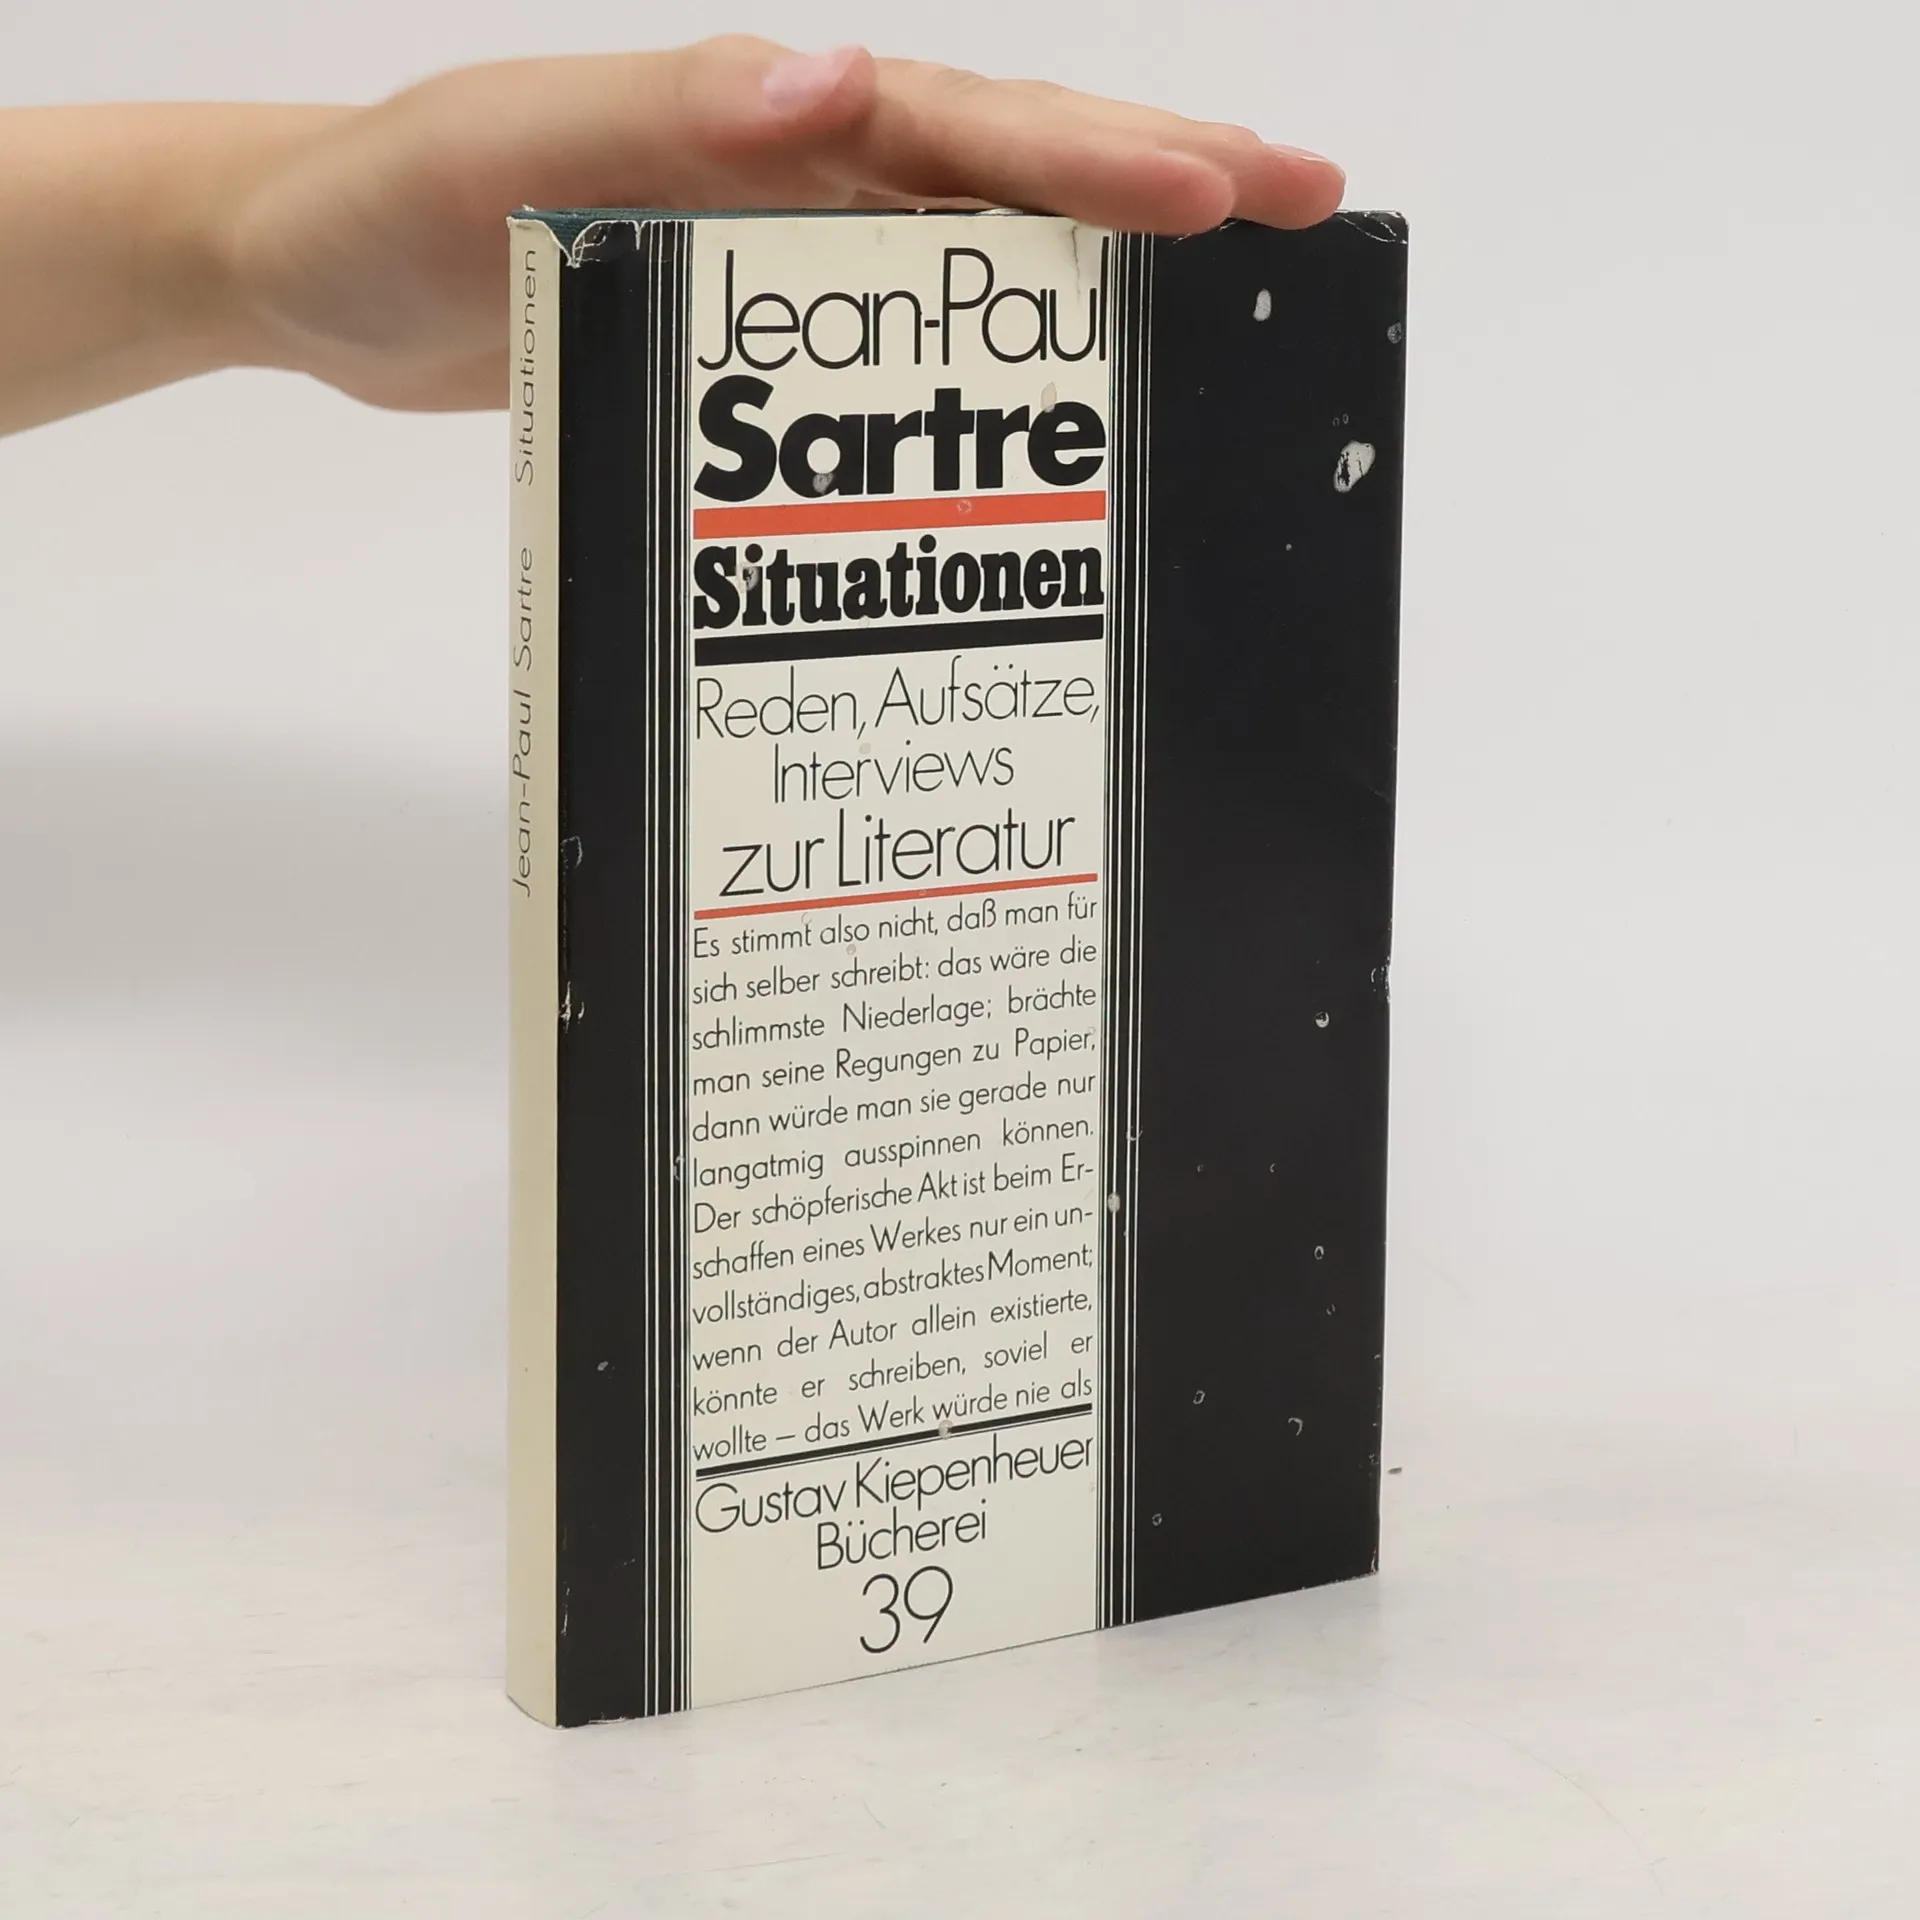 Jean-Paul Sartre Situationen
Jean-Paul
Sartre
Situationen
Reden, Aufsätze,
Interviews
zur Literatur
Es stimmt also nicht, daß man für
sich selber schreibt: das wäre die
schlimmste Niederlage; brächte
man seine Regungen zu Papier,
dann würde man sie gerade nur
langatmig ausspinnen können.
Der schöpferische Akt ist beim Er-
schaffen eines Werkes nur ein un-
vollständiges, abstraktes Moment;
wenn der Autor allein existierte,
könnte er schreiben, soviel er
wollte – das Werk würde nie als
Gustav Kiepenheuer
Bücherei
39